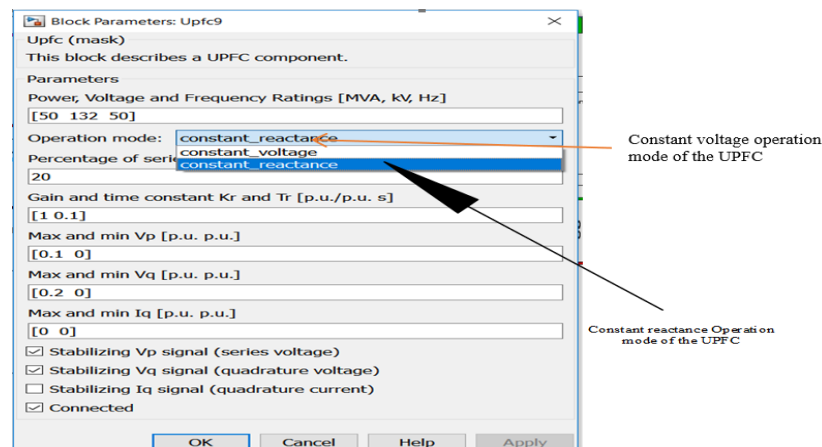 Block Parameters: Upfc9
Upfc (mask)
This block describes a UPFC component.
Parameters
Power, Voltage and Frequency Ratings [MVA, kV, Hz]
[50 132 50]
Operation mode: constant_reactance
constant_voltage
constant_reactance
Percentage of serie
20
Gain and time constant Kr and Tr [p.u./p.u. s]
[1 0.1]
Max and min Vp [p.u. p.u.]
[0.1 0]
Max and min Vq [p.u. p.u.]
[0.2 0]
Max and min Iq [p.u. p.u.]
[0 0]
Stabilizing Vp signal (series voltage)
Stabilizing Vq signal (quadrature voltage)
Stabilizing Iq signal (quadrature current)
Connected
OK Cancel Help Apply
Constant voltage operation
mode of the UPFC
Constant reactance Operation
mode of the UPFC